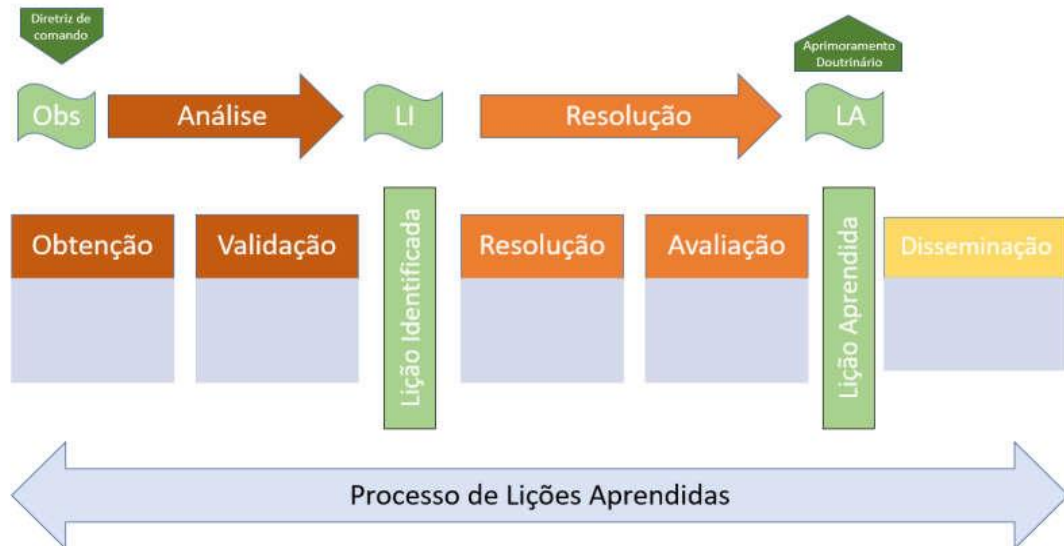 Diretriz de
comando
Aprimoramento
Doutrinário
Obs
Análise
LI
Resolução
LA
Obtenção
Validação
Lição Identificada
Resolução
Avaliação
Lição Aprendida
Disseminação
Processo de Lições Aprendidas